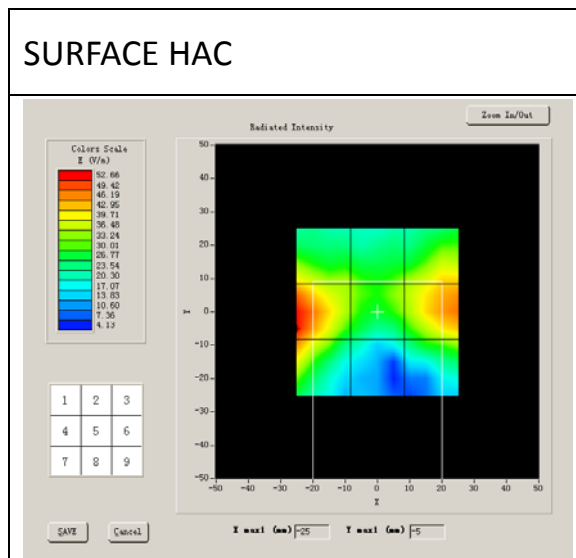 SURFACE HAC
Zoom In/Out
Radiated Intensity
Colors Scale
E (V/m)
52.66
49.42
46.19
42.95
39.71
36.48
33.24
30.01
26.77
23.54
20.30
17.07
13.83
10.60
7.36
4.13
50
40
30
20
10
0
-10
-20
-30
-40
-50
Y
-50 -40 -30 -20 -10 0 10 20 30 40 50
X
1 2 3
4 5 6
7 8 9
SAVE Cancel
X max1 (mm) -25 Y max1 (mm) -5